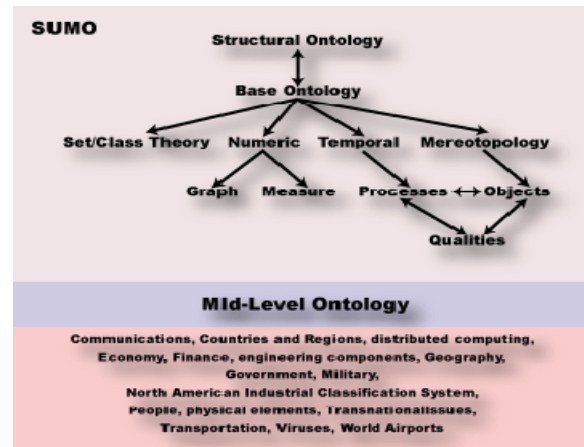 SUMO
Structural Ontology
Base Ontology
Set/Class Theory Numeric Temporal Mereotopology
Graph Measure Processes Objects
Qualities
Mid-Level Ontology
Communications, Countries and Regions, distributed computing,
Economy, Finance, engineering components, Geography,
Government, Military,
North American Industrial Classification System,
People, physical elements, TransnationalIssues,
Transportation, Viruses, World Airports